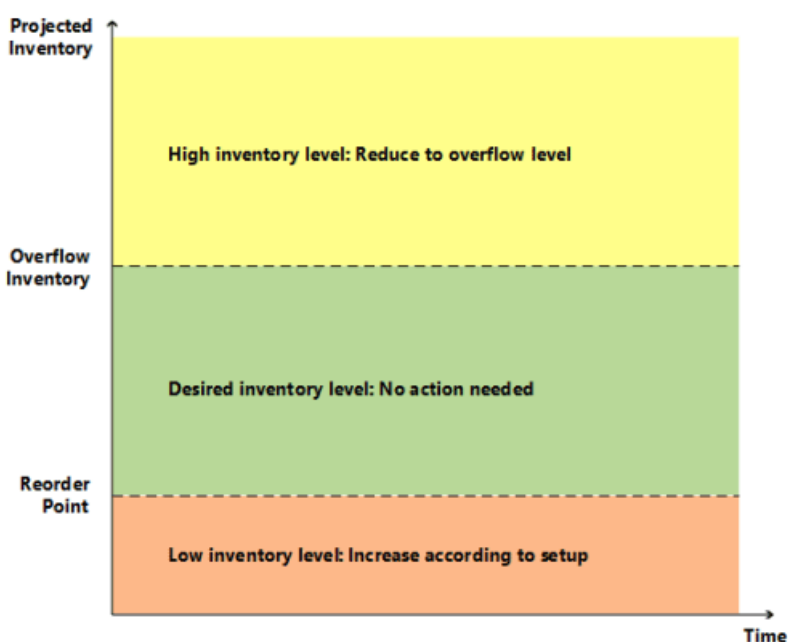 Projected
Inventory
High inventory level: Reduce to overflow level
Overflow
Inventory
Desired inventory level: No action needed
Reorder
Point
Low inventory level: Increase according to setup
Time